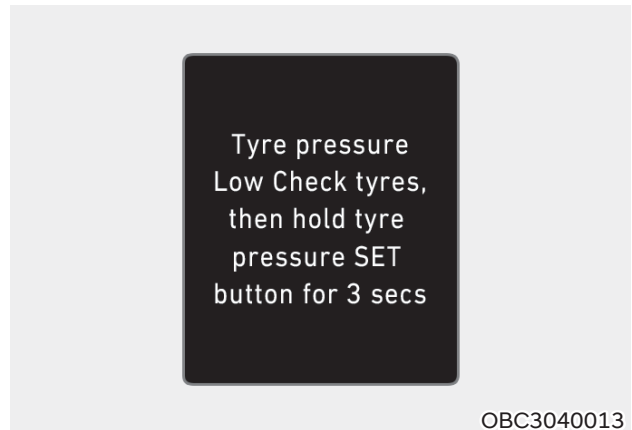 Tyre pressure
Low Check tyres,
then hold tyre
pressure SET
button for 3 secs
OBC3040013